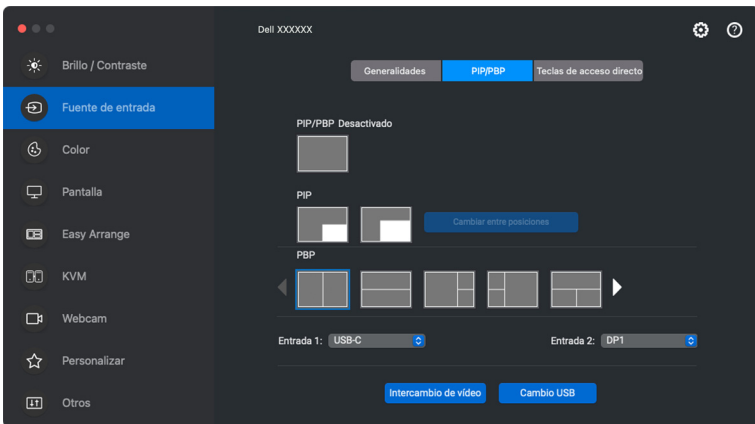 Dell XXXXXX
Brillo / Contraste
Fuente de entrada
Color
Pantalla
Easy Arrange
KVM
Webcam
Personalizar
Otros
Generalidades
PIP/PBP
Teclas de acceso directo
PIP/PBP Desactivado
PIP
Cambiar entre posiciones
PBP
Entrada 1: USB-C
Entrada 2: DP1
Intercambio de vídeo
Cambio USB